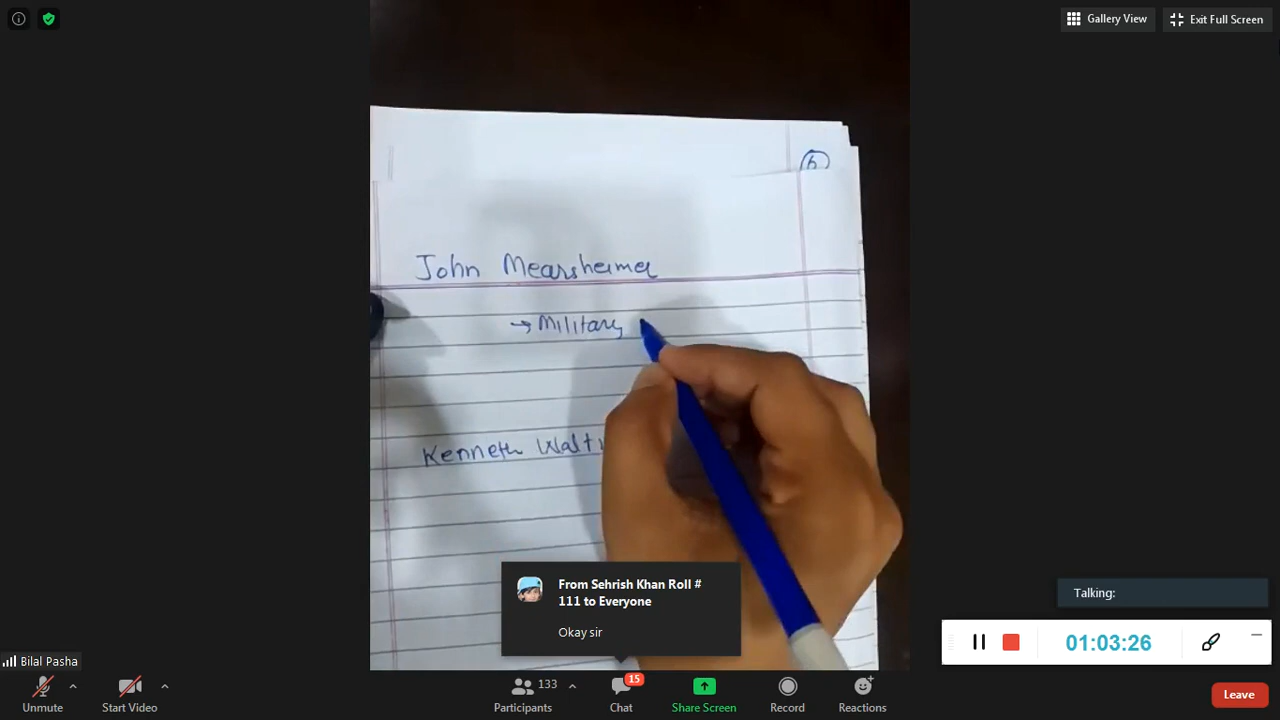 Gallery View
Exit Full Screen
6
John Mearsheimer
→ Military
Kenneth Walt
From Sehrish Khan Roll #
111 to Everyone
Okay sir
Talking:
01:03:26
Bilal Pasha
Unmute
Start Video
133
Participants
15
Chat
Share Screen
Record
Reactions
Leave